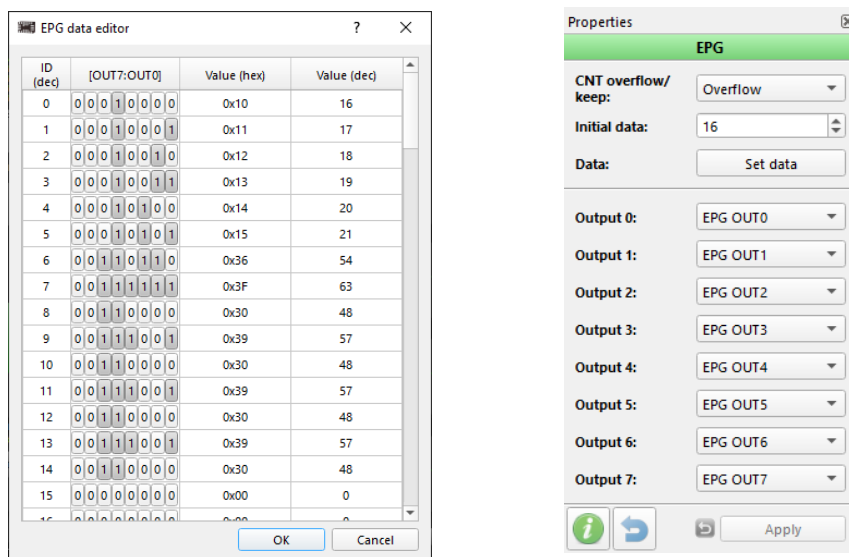 EPG data editor ? ×
ID (dec) [OUT7:OUT0] Value (hex) Value (dec)
0 0 0 0 1 0 0 0 0 0x10 16
1 0 0 0 1 0 0 0 1 0x11 17
2 0 0 0 1 0 0 1 0 0x12 18
3 0 0 0 1 0 0 1 1 0x13 19
4 0 0 0 1 0 1 0 0 0x14 20
5 0 0 0 1 0 1 0 1 0x15 21
6 0 0 1 1 0 1 1 0 0x36 54
7 0 0 1 1 1 1 1 1 0x3F 63
8 0 0 1 1 0 0 0 0 0x30 48
9 0 0 1 1 1 0 0 1 0x39 57
10 0 0 1 1 0 0 0 0 0x30 48
11 0 0 1 1 1 0 0 1 0x39 57
12 0 0 1 1 0 0 0 0 0x30 48
13 0 0 1 1 1 0 0 1 0x39 57
14 0 0 1 1 0 0 0 0 0x30 48
15 0 0 0 0 0 0 0 0 0x00 0
OK Cancel
Properties
EPG
CNT overflow/
keep: Overflow
Initial data: 16
Data: Set data
Output 0: EPG OUT0
Output 1: EPG OUT1
Output 2: EPG OUT2
Output 3: EPG OUT3
Output 4: EPG OUT4
Output 5: EPG OUT5
Output 6: EPG OUT6
Output 7: EPG OUT7
Apply